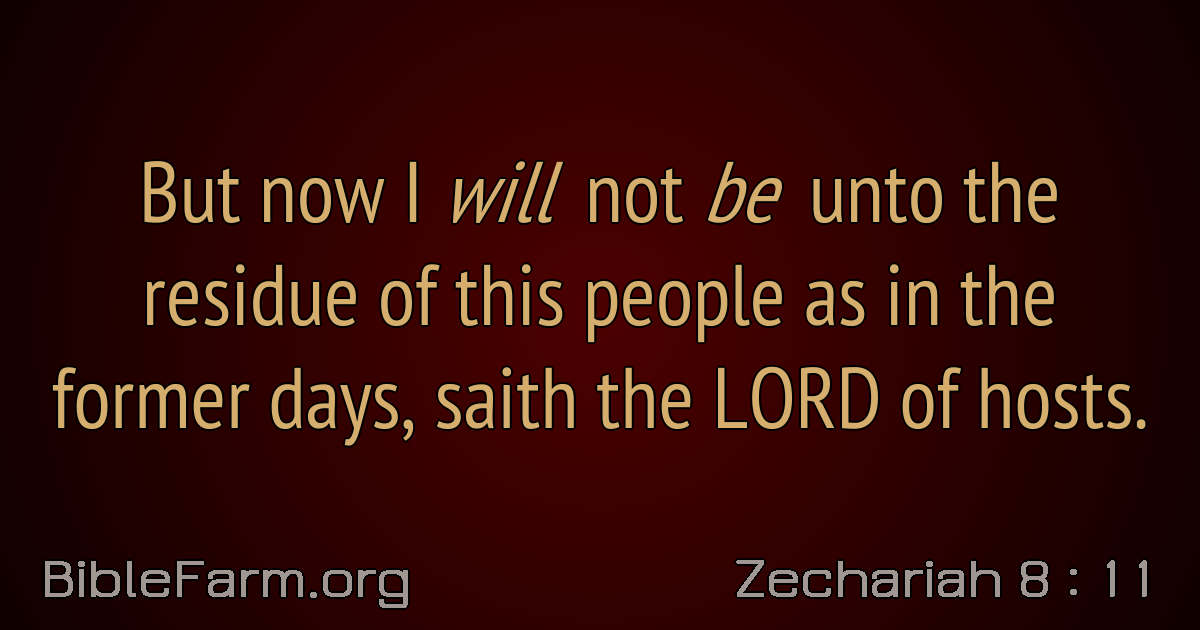 But now I will not be unto the
residue of this people as in the
former days, saith the LORD of hosts.
BibleFarm.org
Zechariah 8 : 11